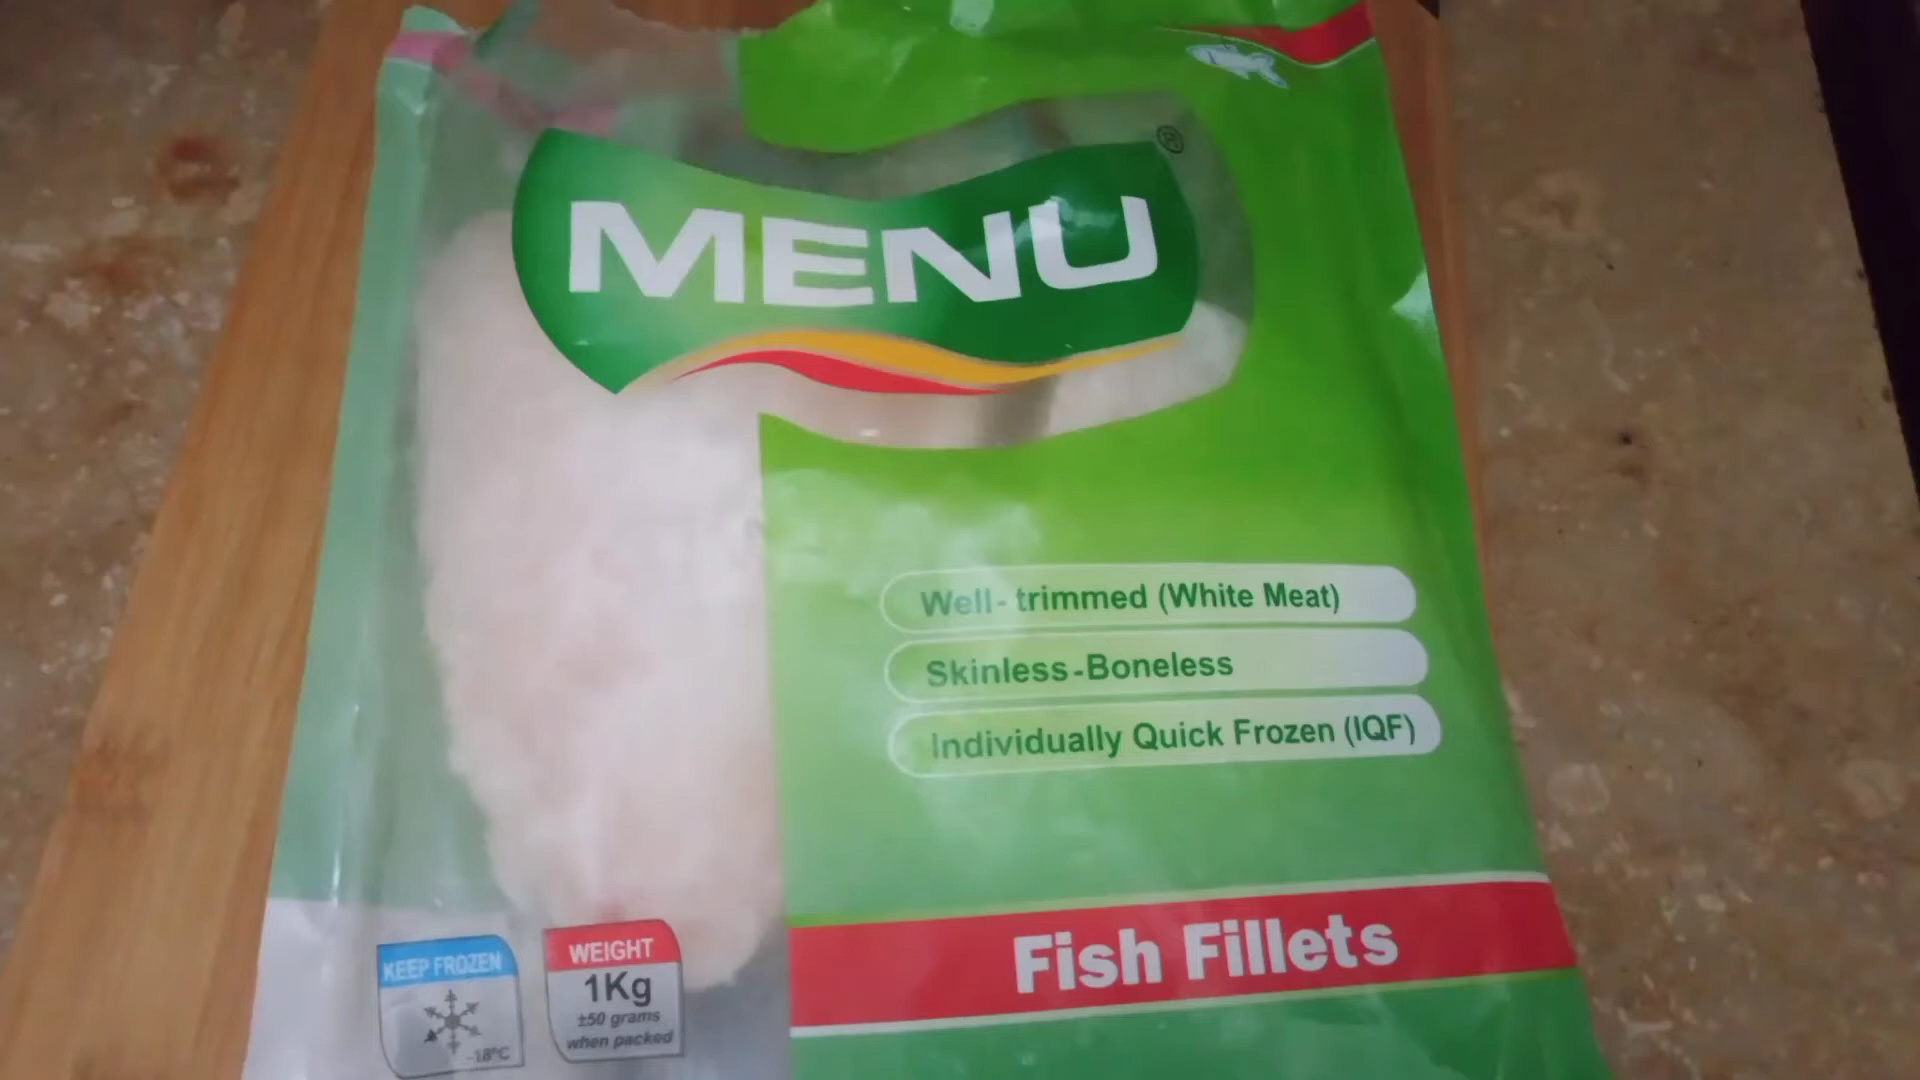 MENU ®
Well-trimmed (White Meat)
Skinless-Boneless
Individually Quick Frozen (IQF)
Fish Fillets
KEEP FROZEN
-18°C
WEIGHT
1Kg
±50 grams
when packed